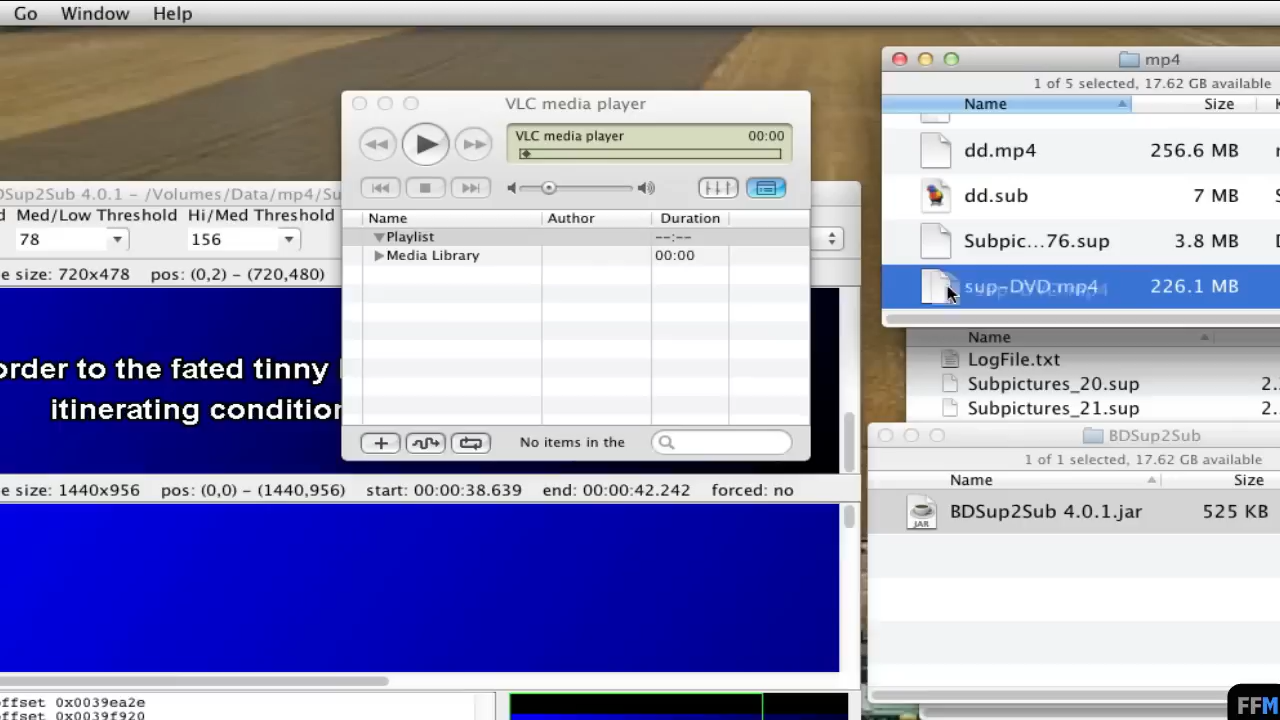 Go Window Help
mp4
1 of 5 selected, 17.62 GB available
Name Size
dd.mp4 256.6 MB
dd.sub 7 MB
Subpic...76.sup 3.8 MB
sup-DVD.mp4 226.1 MB
VLC media player
VLC media player 00:00
Name Author Duration
Playlist --:--
Media Library 00:00
No items in the
DSup2Sub 4.0.1 - /Volumes/Data/mp4/Su
Med/Low Threshold Hi/Med Threshold
78 156
e size: 720x478 pos: (0,2) - (720,480)
order to the fated tinny
itinerating condition
e size: 1440x956 pos: (0,0) - (1440,956) start: 00:00:38.639 end: 00:00:42.242 forced: no
offset 0x0039ea2e
offset 0x0039f920
Name
LogFile.txt
Subpictures_20.sup 2.
Subpictures_21.sup 2.
BDSup2Sub
1 of 1 selected, 17.62 GB available
Name Size
BDSup2Sub 4.0.1.jar 525 KB
JAR
FFM